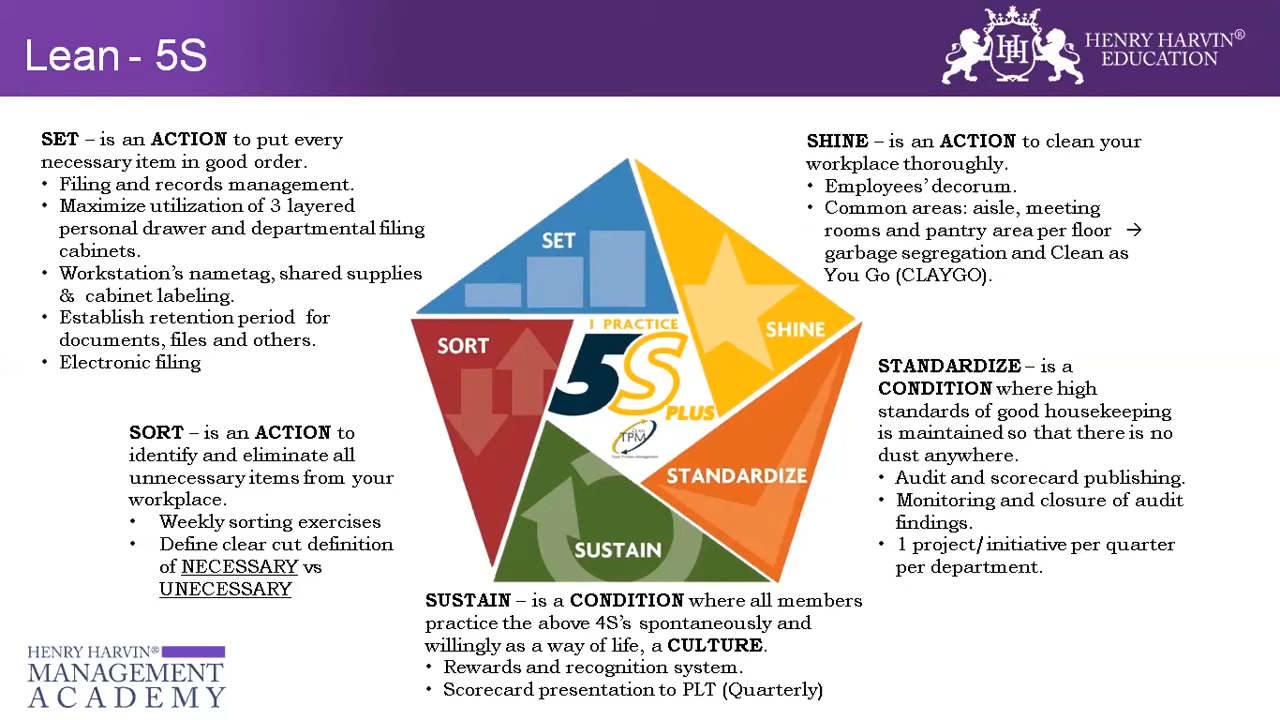 Lean - 5S
HENRY HARVIN®
EDUCATION
SET – is an ACTION to put every
necessary item in good order.
• Filing and records management.
• Maximize utilization of 3 layered
personal drawer and departmental filing
cabinets.
• Workstation's nametag, shared supplies
& cabinet labeling.
• Establish retention period for
documents, files and others.
• Electronic filing
SORT – is an ACTION to
identify and eliminate all
unnecessary items from your
workplace.
• Weekly sorting exercises
• Define clear cut definition
of NECESSARY vs
UNECESSARY
SET
SHINE
SORT
I PRACTICE
5S
PLUS
TPM
STANDARDIZE
SUSTAIN
SHINE – is an ACTION to clean your
workplace thoroughly.
• Employees' decorum.
• Common areas: aisle, meeting
rooms and pantry area per floor →
garbage segregation and Clean as
You Go (CLAYGO).
STANDARDIZE – is a
CONDITION where high
standards of good housekeeping
is maintained so that there is no
dust anywhere.
• Audit and scorecard publishing.
• Monitoring and closure of audit
findings.
• 1 project/ initiative per quarter
per department.
SUSTAIN – is a CONDITION where all members
practice the above 4S's spontaneously and
willingly as a way of life, a CULTURE.
• Rewards and recognition system.
• Scorecard presentation to PLT (Quarterly)
HENRY HARVIN®
MANAGEMENT
ACADEMY